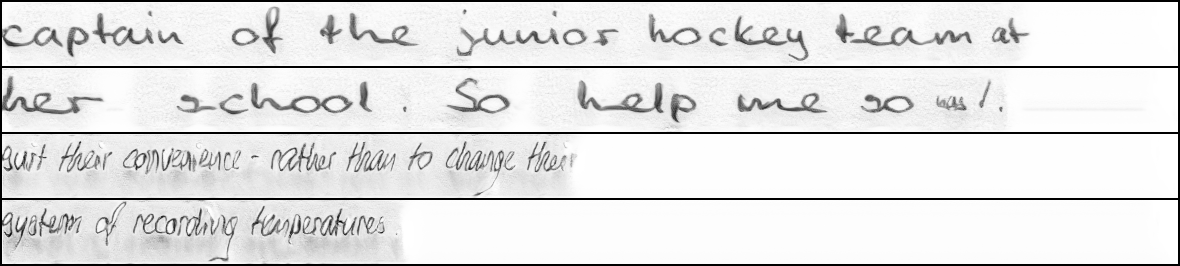 captain of the junior hockey team at
her school. So help me so was I.
suit their convenience - rather than to change their
system of recording temperatures.